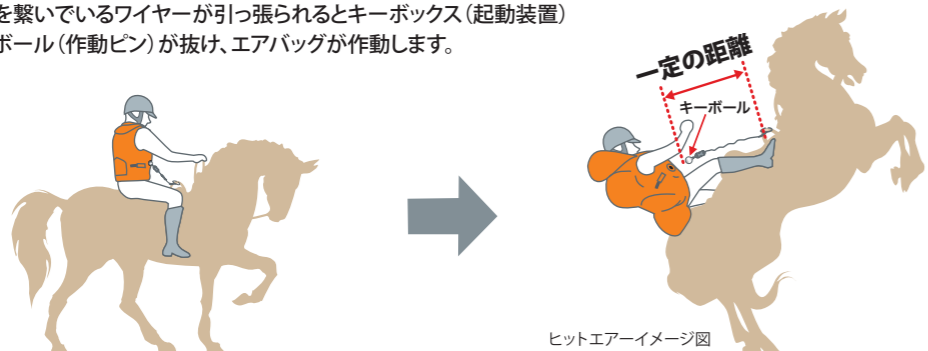 を繋いでいるワイヤーが引っ張られるとキーボックス（起動装置）
ボール（作動ピン）が抜け、エアバッグが作動します。
一定の距離
キーボール
ヒットエアーイメージ図